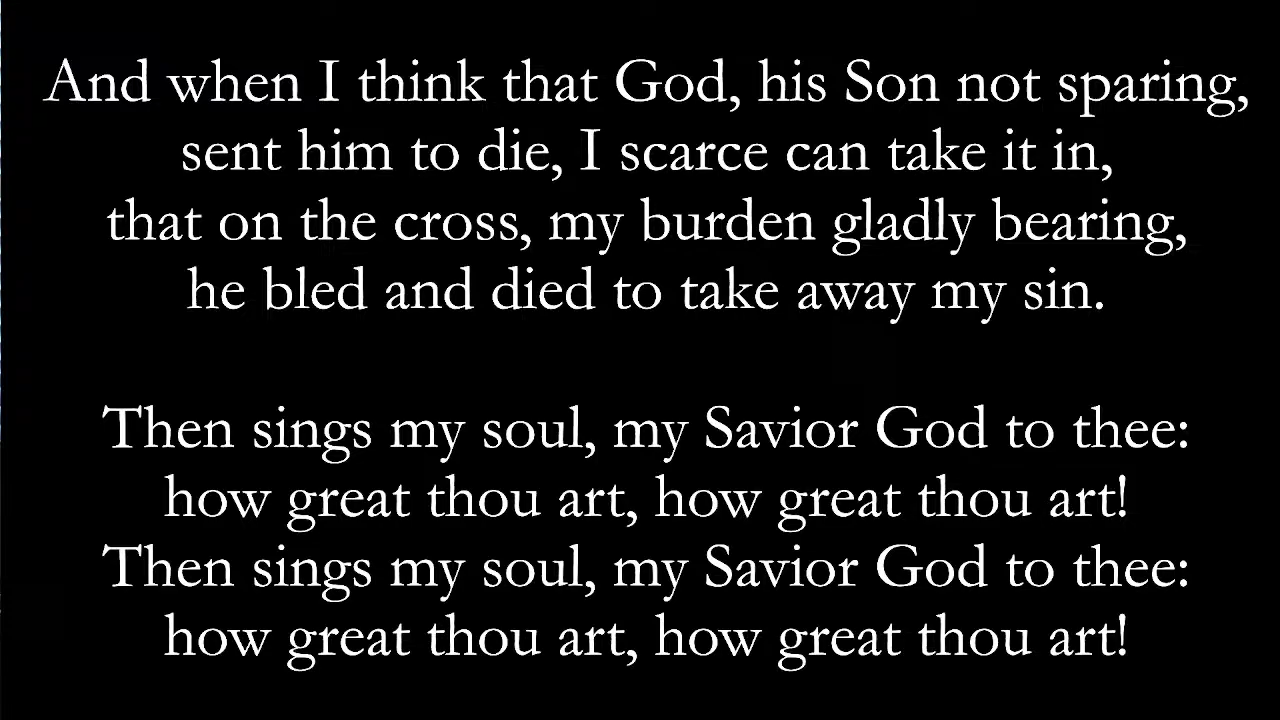 And when I think that God, his Son not sparing,
sent him to die, I scarce can take it in,
that on the cross, my burden gladly bearing,
he bled and died to take away my sin.
Then sings my soul, my Savior God to thee:
how great thou art, how great thou art!
Then sings my soul, my Savior God to thee:
how great thou art, how great thou art!